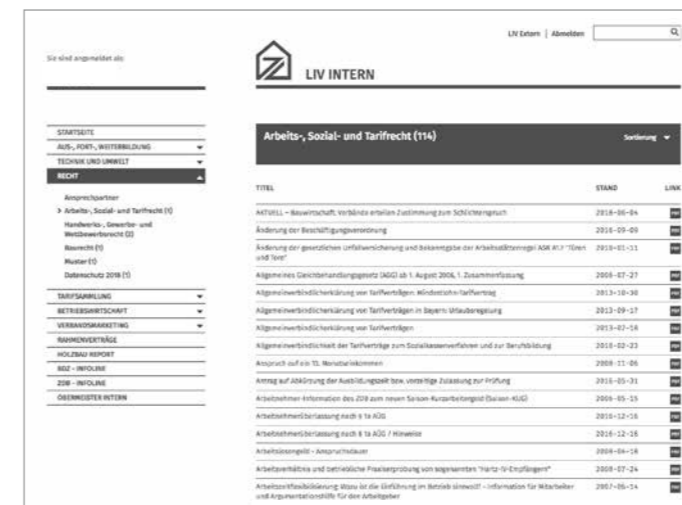 LIV Extern | Abmelden
Sie sind angemeldet als:
LIV INTERN
STARTSEITE
AUS-, FORT-, WEITERBILDUNG
TECHNIK UND UMWELT
RECHT
Ansprechpartner
Arbeits-, Sozial- und Tarifrecht (1)
Handwerks-, Gewerbe- und
Wettbewerbsrecht (2)
Baurecht (1)
Muster (1)
Datenschutz 2018 (1)
TARIFSAMMLUNG
BETRIEBSWIRTSCHAFT
VERBANDSMARKETING
RAHMENVERTRÄGE
HOLZBAU REPORT
BDZ - INFOLINE
ZDB - INFOLINE
OBERMEISTER INTERN
Arbeits-, Sozial- und Tarifrecht (114)
Sortierung
TITEL STAND LINK
AKTUELL – Bauwirtschaft: Verbände erteilen Zustimmung zum Schlichterspruch 2018-06-04
Änderung der Beschäftigungsverordnung 2016-09-09
Änderung der gesetzlichen Unfallversicherung und Bekanntgabe der Arbeitsstättenregel ASR A1.7 "Türen 2010-01-11
und Tore"
Allgemeines Gleichbehandlungsgesetz (AGG) ab 1. August 2006, 1. Zusammenfassung 2006-07-27
Allgemeinverbindlicherklärung von Tarifverträgen: Mindestlohn-Tarifvertrag 2013-10-30
Allgemeinverbindlicherklärung von Tarifverträgen in Bayern: Urlaubsregelung 2013-09-17
Allgemeinverbindlicherklärung von Tarifverträgen 2013-02-18
Allgemeinverbindlichkeit der Tarifverträge zum Sozialkassenverfahren und zur Berufsbildung 2010-02-23
Anspruch auf ein 13. Monatseinkommen 2008-11-06
Antrag auf Abkürzung der Ausbildungszeit bzw. vorzeitige Zulassung zur Prüfung 2016-05-31
Arbeitnehmer-Information des ZDB zum neuen Saison-Kurzarbeitergeld (Saison-KUG) 2006-05-15
Arbeitnehmerüberlassung nach § 1a AÜG 2016-12-16
Arbeitnehmerüberlassung nach § 1a AÜG / Hinweise 2016-12-16
Arbeitslosengeld - Anspruchsdauer 2008-04-18
Arbeitsverhältnis und betriebliche Praxiserprobung von sogenannten "Hartz-IV-Empfängern" 2008-07-24
Arbeitszeitflexibilisierung: Wozu ist die Einführung im Betrieb sinnvoll? - Information für Mitarbeiter 2007-06-14
und Argumentationshilfe für den Arbeitgeber